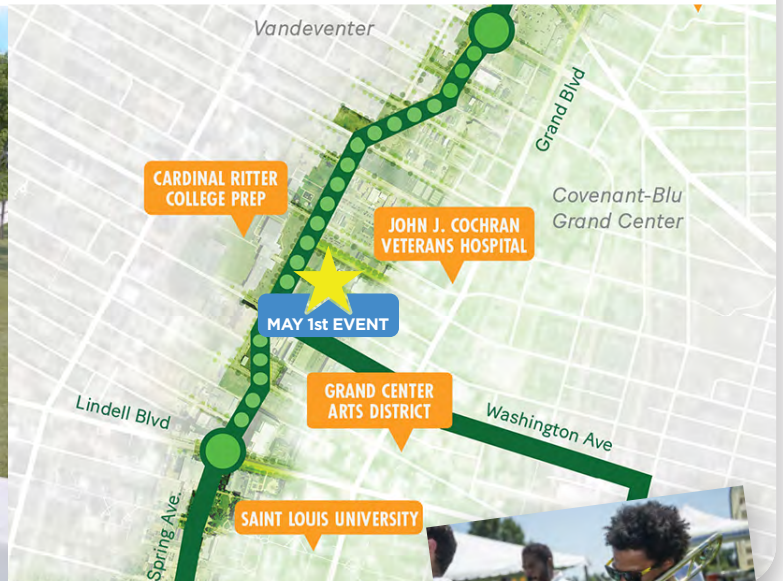 Vandeventer
Grand Blvd
CARDINAL RITTER
COLLEGE PREP
Covenant-Blu
Grand Center
JOHN J. COCHRAN
VETERANS HOSPITAL
MAY 1st EVENT
GRAND CENTER
ARTS DISTRICT
Lindell Blvd
Washington Ave
Spring Ave.
SAINT LOUIS UNIVERSITY